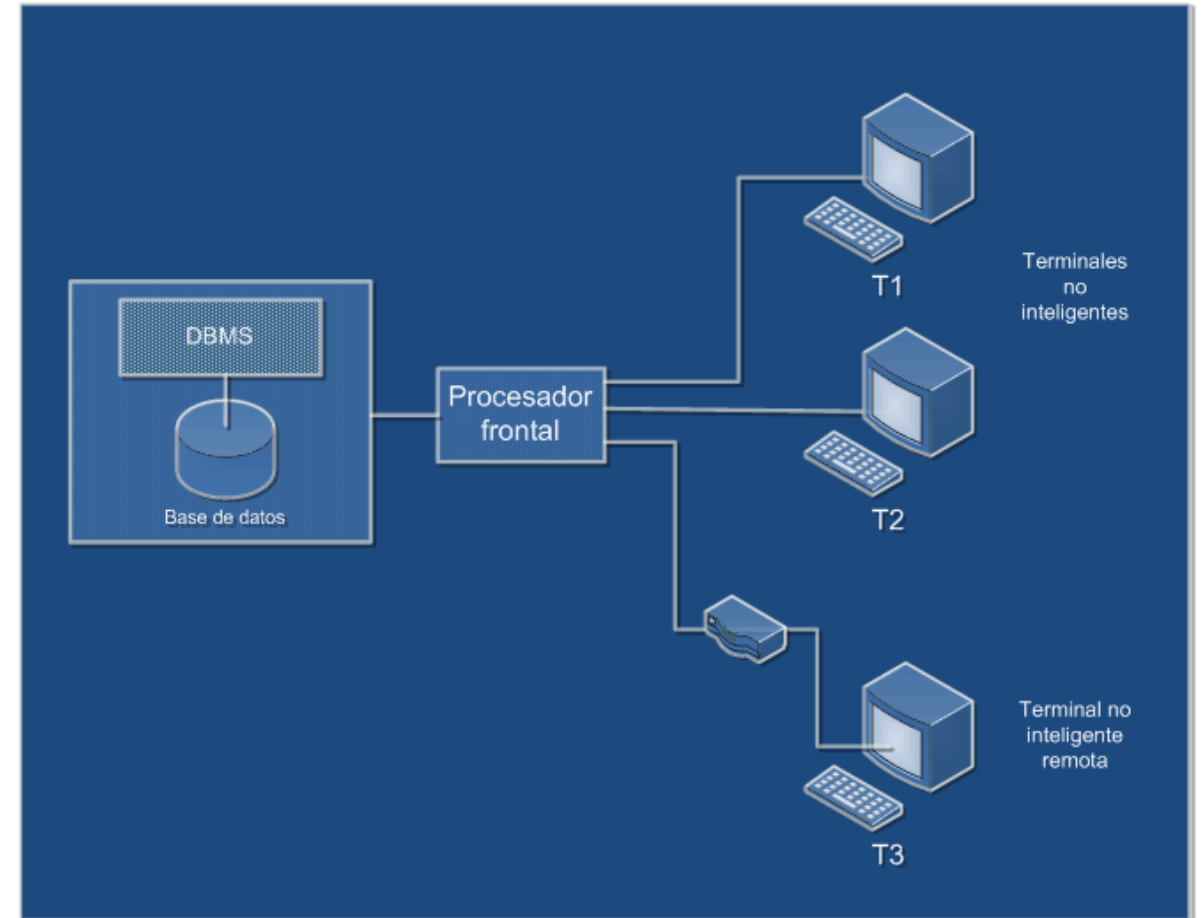 DBMS
Base de datos
Procesador
frontal
T1
Terminales
no
inteligentes
T2
Terminal no
inteligente
remota
T3